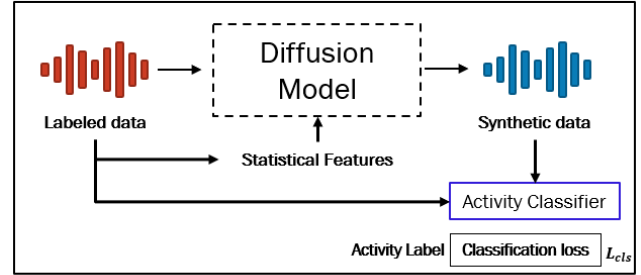 Diffusion
Model
Labeled data
Synthetic data
Statistical Features
Activity Classifier
Activity Label Classification loss L_cls